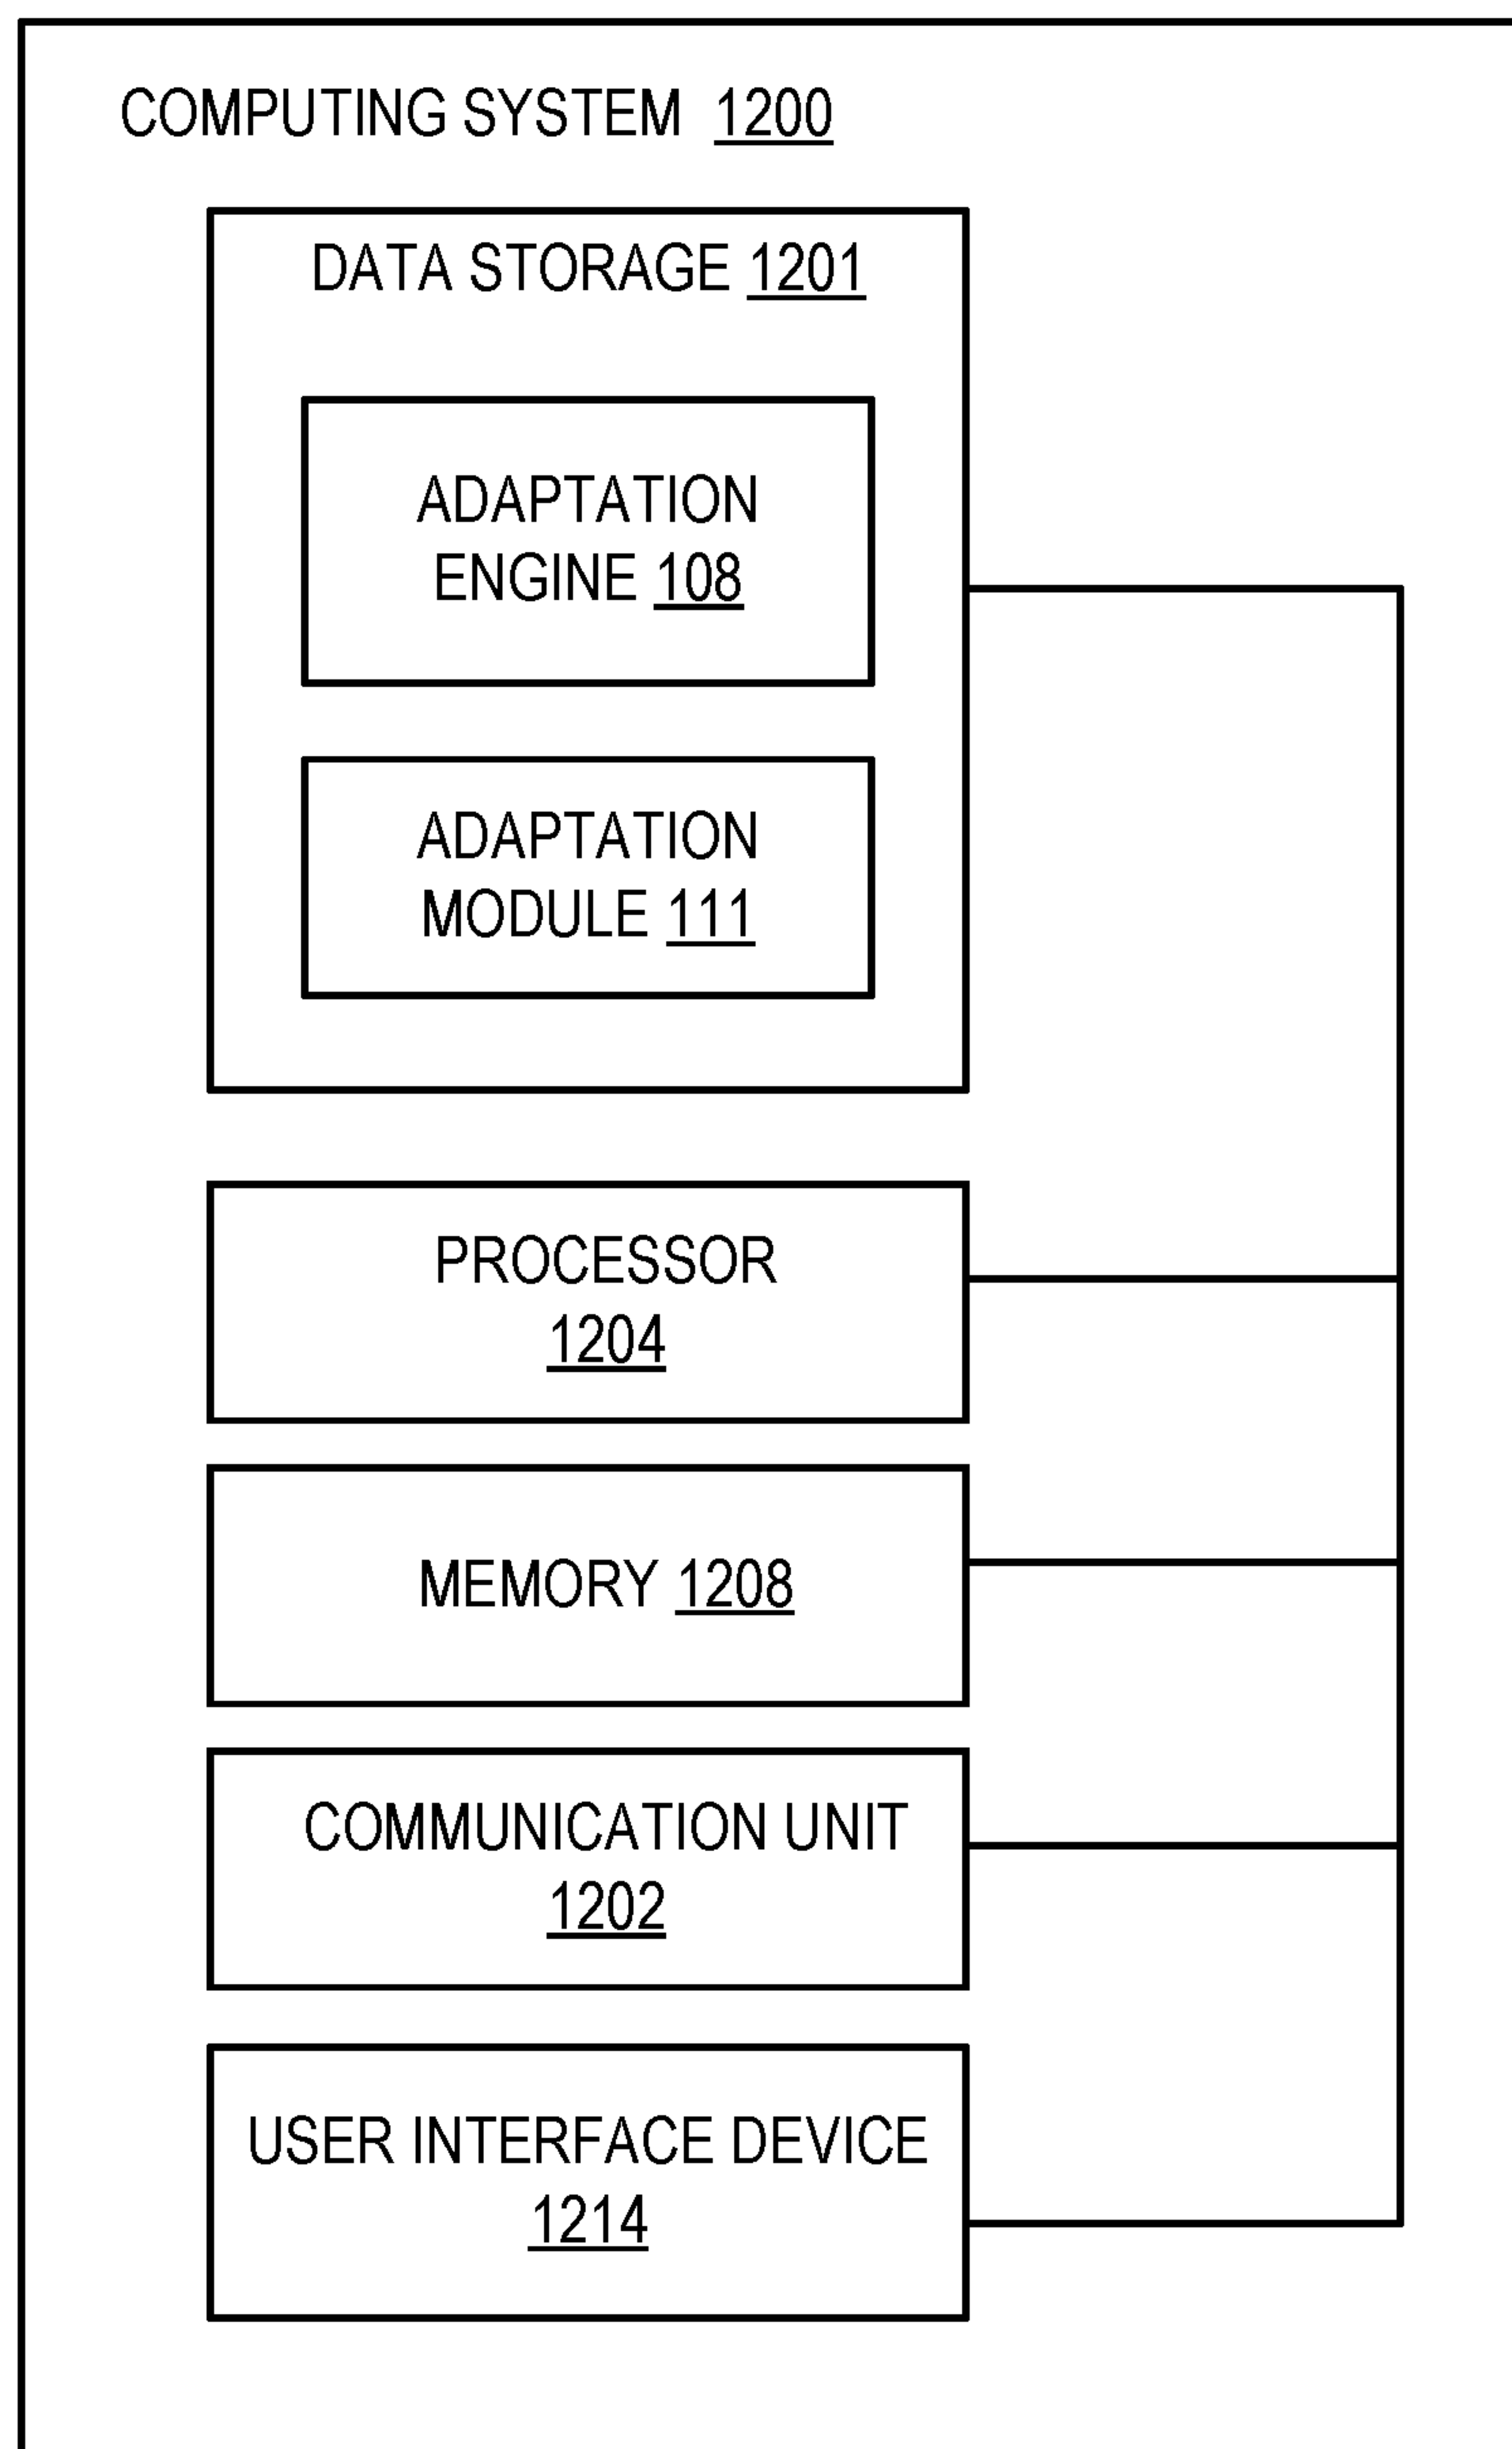 COMPUTING SYSTEM 1200
DATA STORAGE 1201
ADAPTATION
ENGINE 108
ADAPTATION
MODULE 111
PROCESSOR
1204
MEMORY 1208
COMMUNICATION UNIT
1202
USER INTERFACE DEVICE
1214